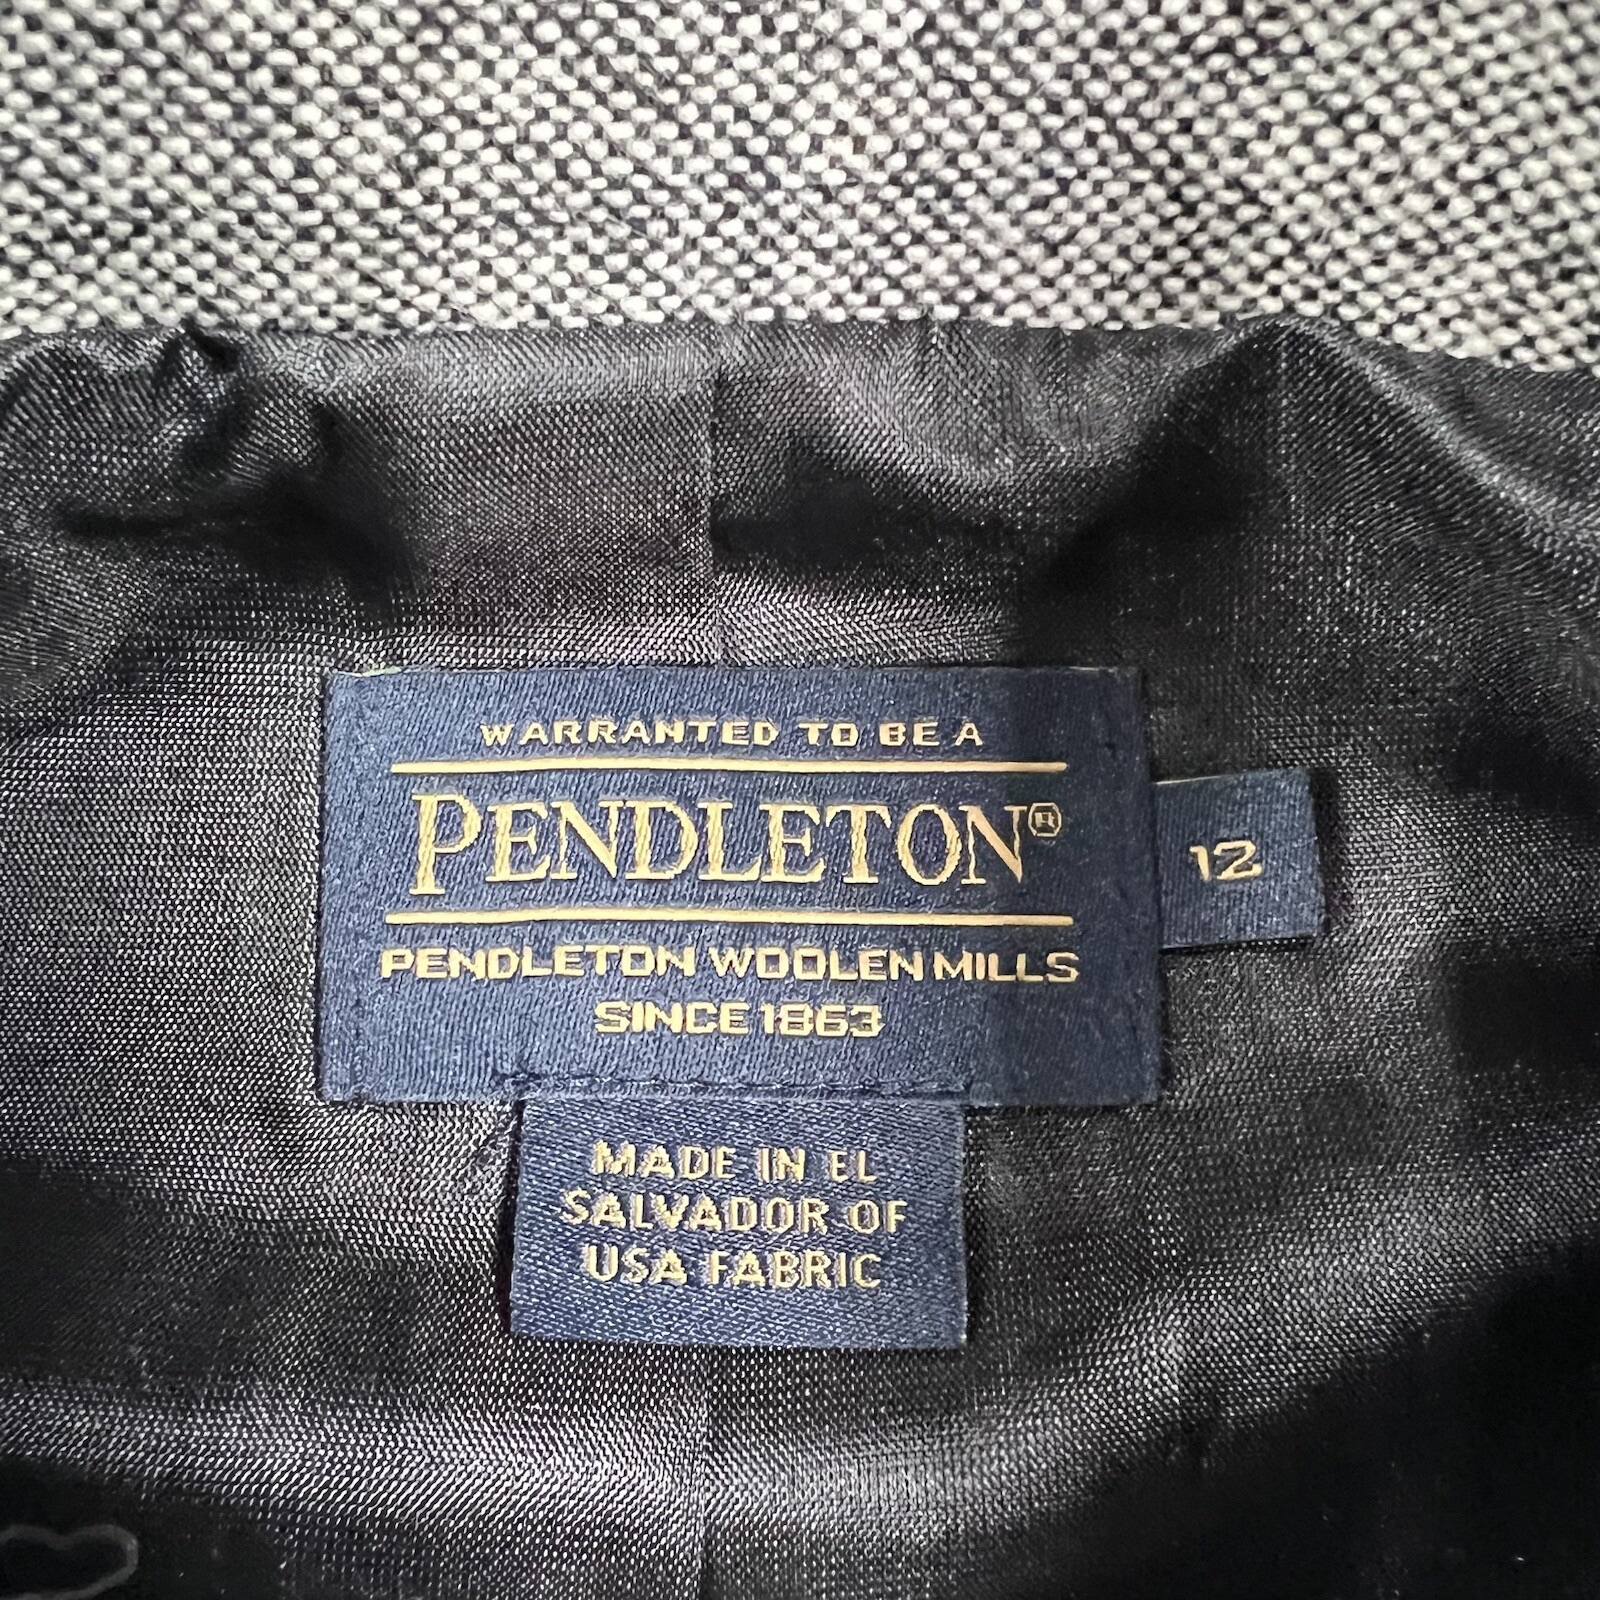 WARRANTED TO BE A
PENDLETON®
12
PENDLETON WOOLEN MILLS
SINCE 1863
MADE IN EL
SALVADOR OF
USA FABRIC